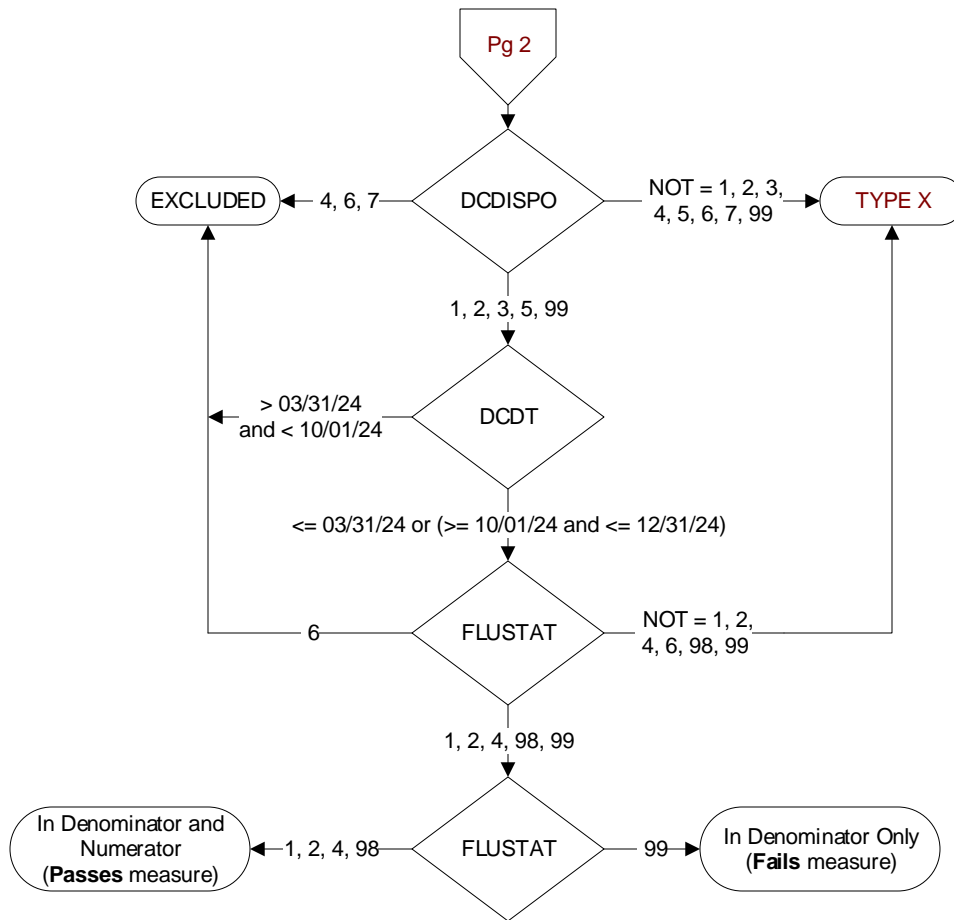 Pg 2
EXCLUDED
4, 6, 7
DCDISPO
NOT = 1, 2, 3,
4, 5, 6, 7, 99
TYPE X
1, 2, 3, 5, 99
> 03/31/24
and < 10/01/24
DCDT
<= 03/31/24 or (>= 10/01/24 and <= 12/31/24)
6
FLUSTAT
NOT = 1, 2,
4, 6, 98, 99
1, 2, 4, 98, 99
In Denominator and
Numerator
(Passes measure)
1, 2, 4, 98
FLUSTAT
99
In Denominator Only
(Fails measure)